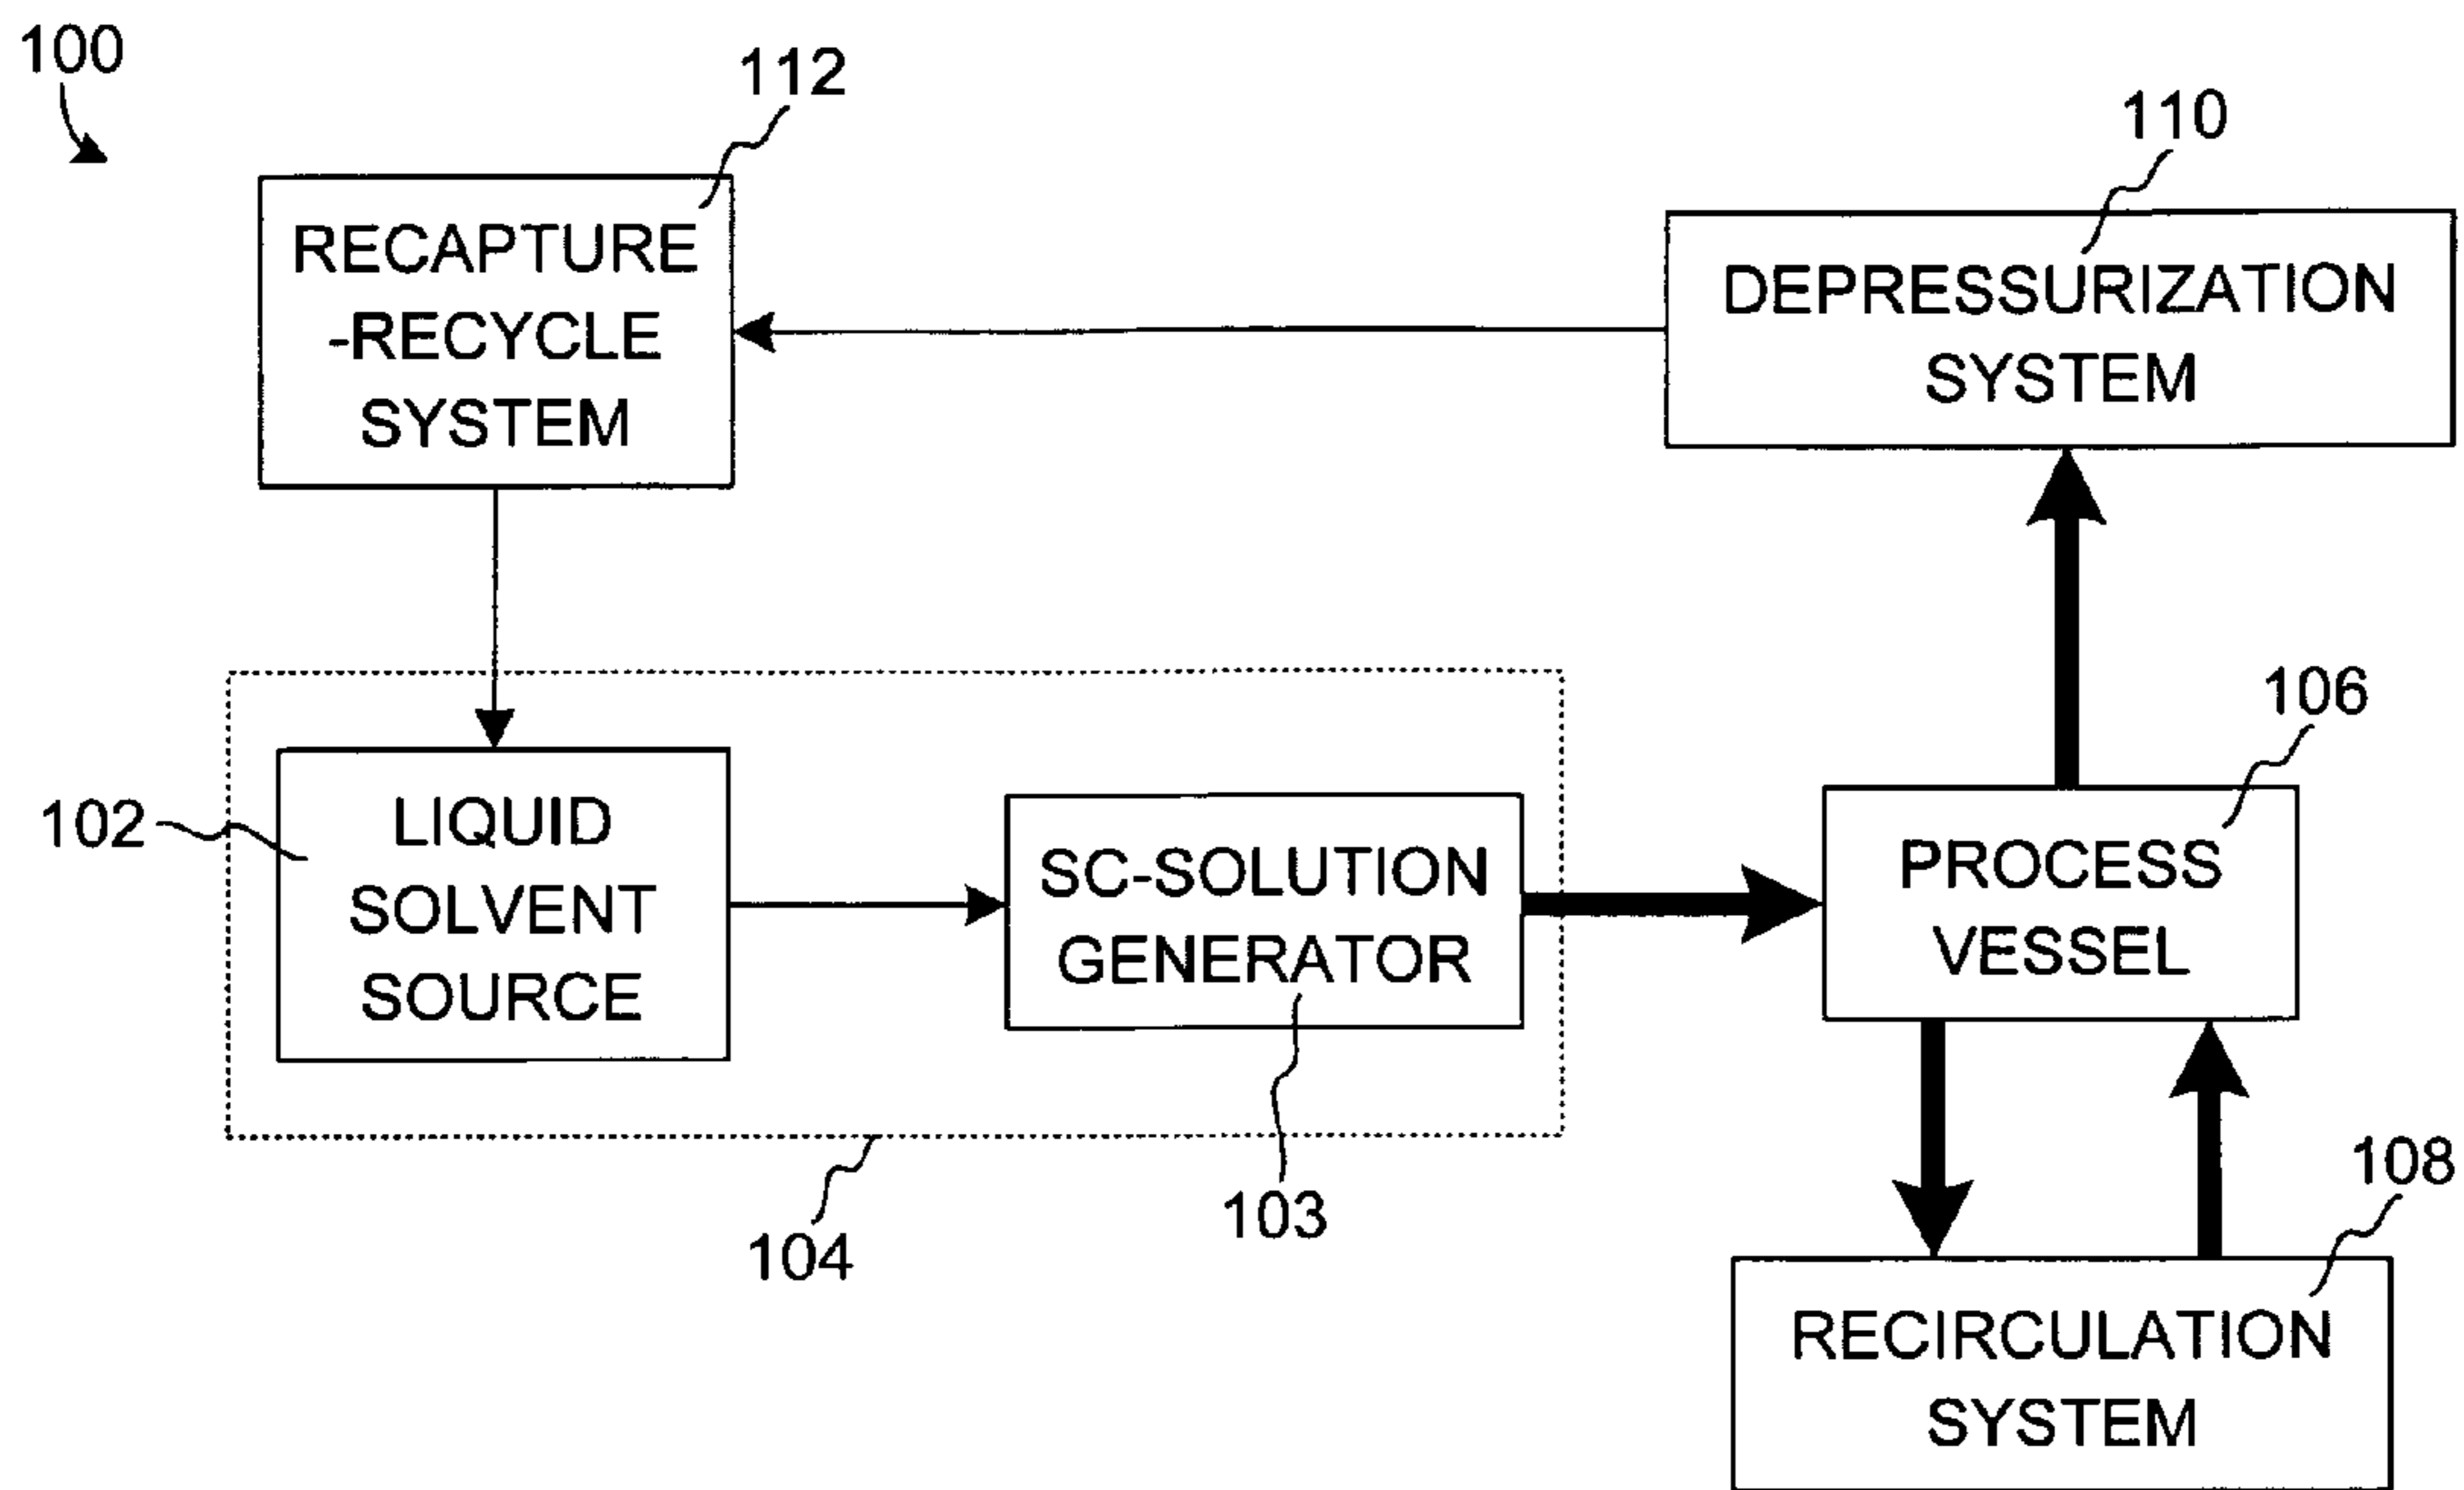 100
112
110
RECAPTURE
-RECYCLE
SYSTEM
DEPRESSURIZATION
SYSTEM
106
102
LIQUID
SOLVENT
SOURCE
SC-SOLUTION
GENERATOR
PROCESS
VESSEL
103
104
108
RECIRCULATION
SYSTEM